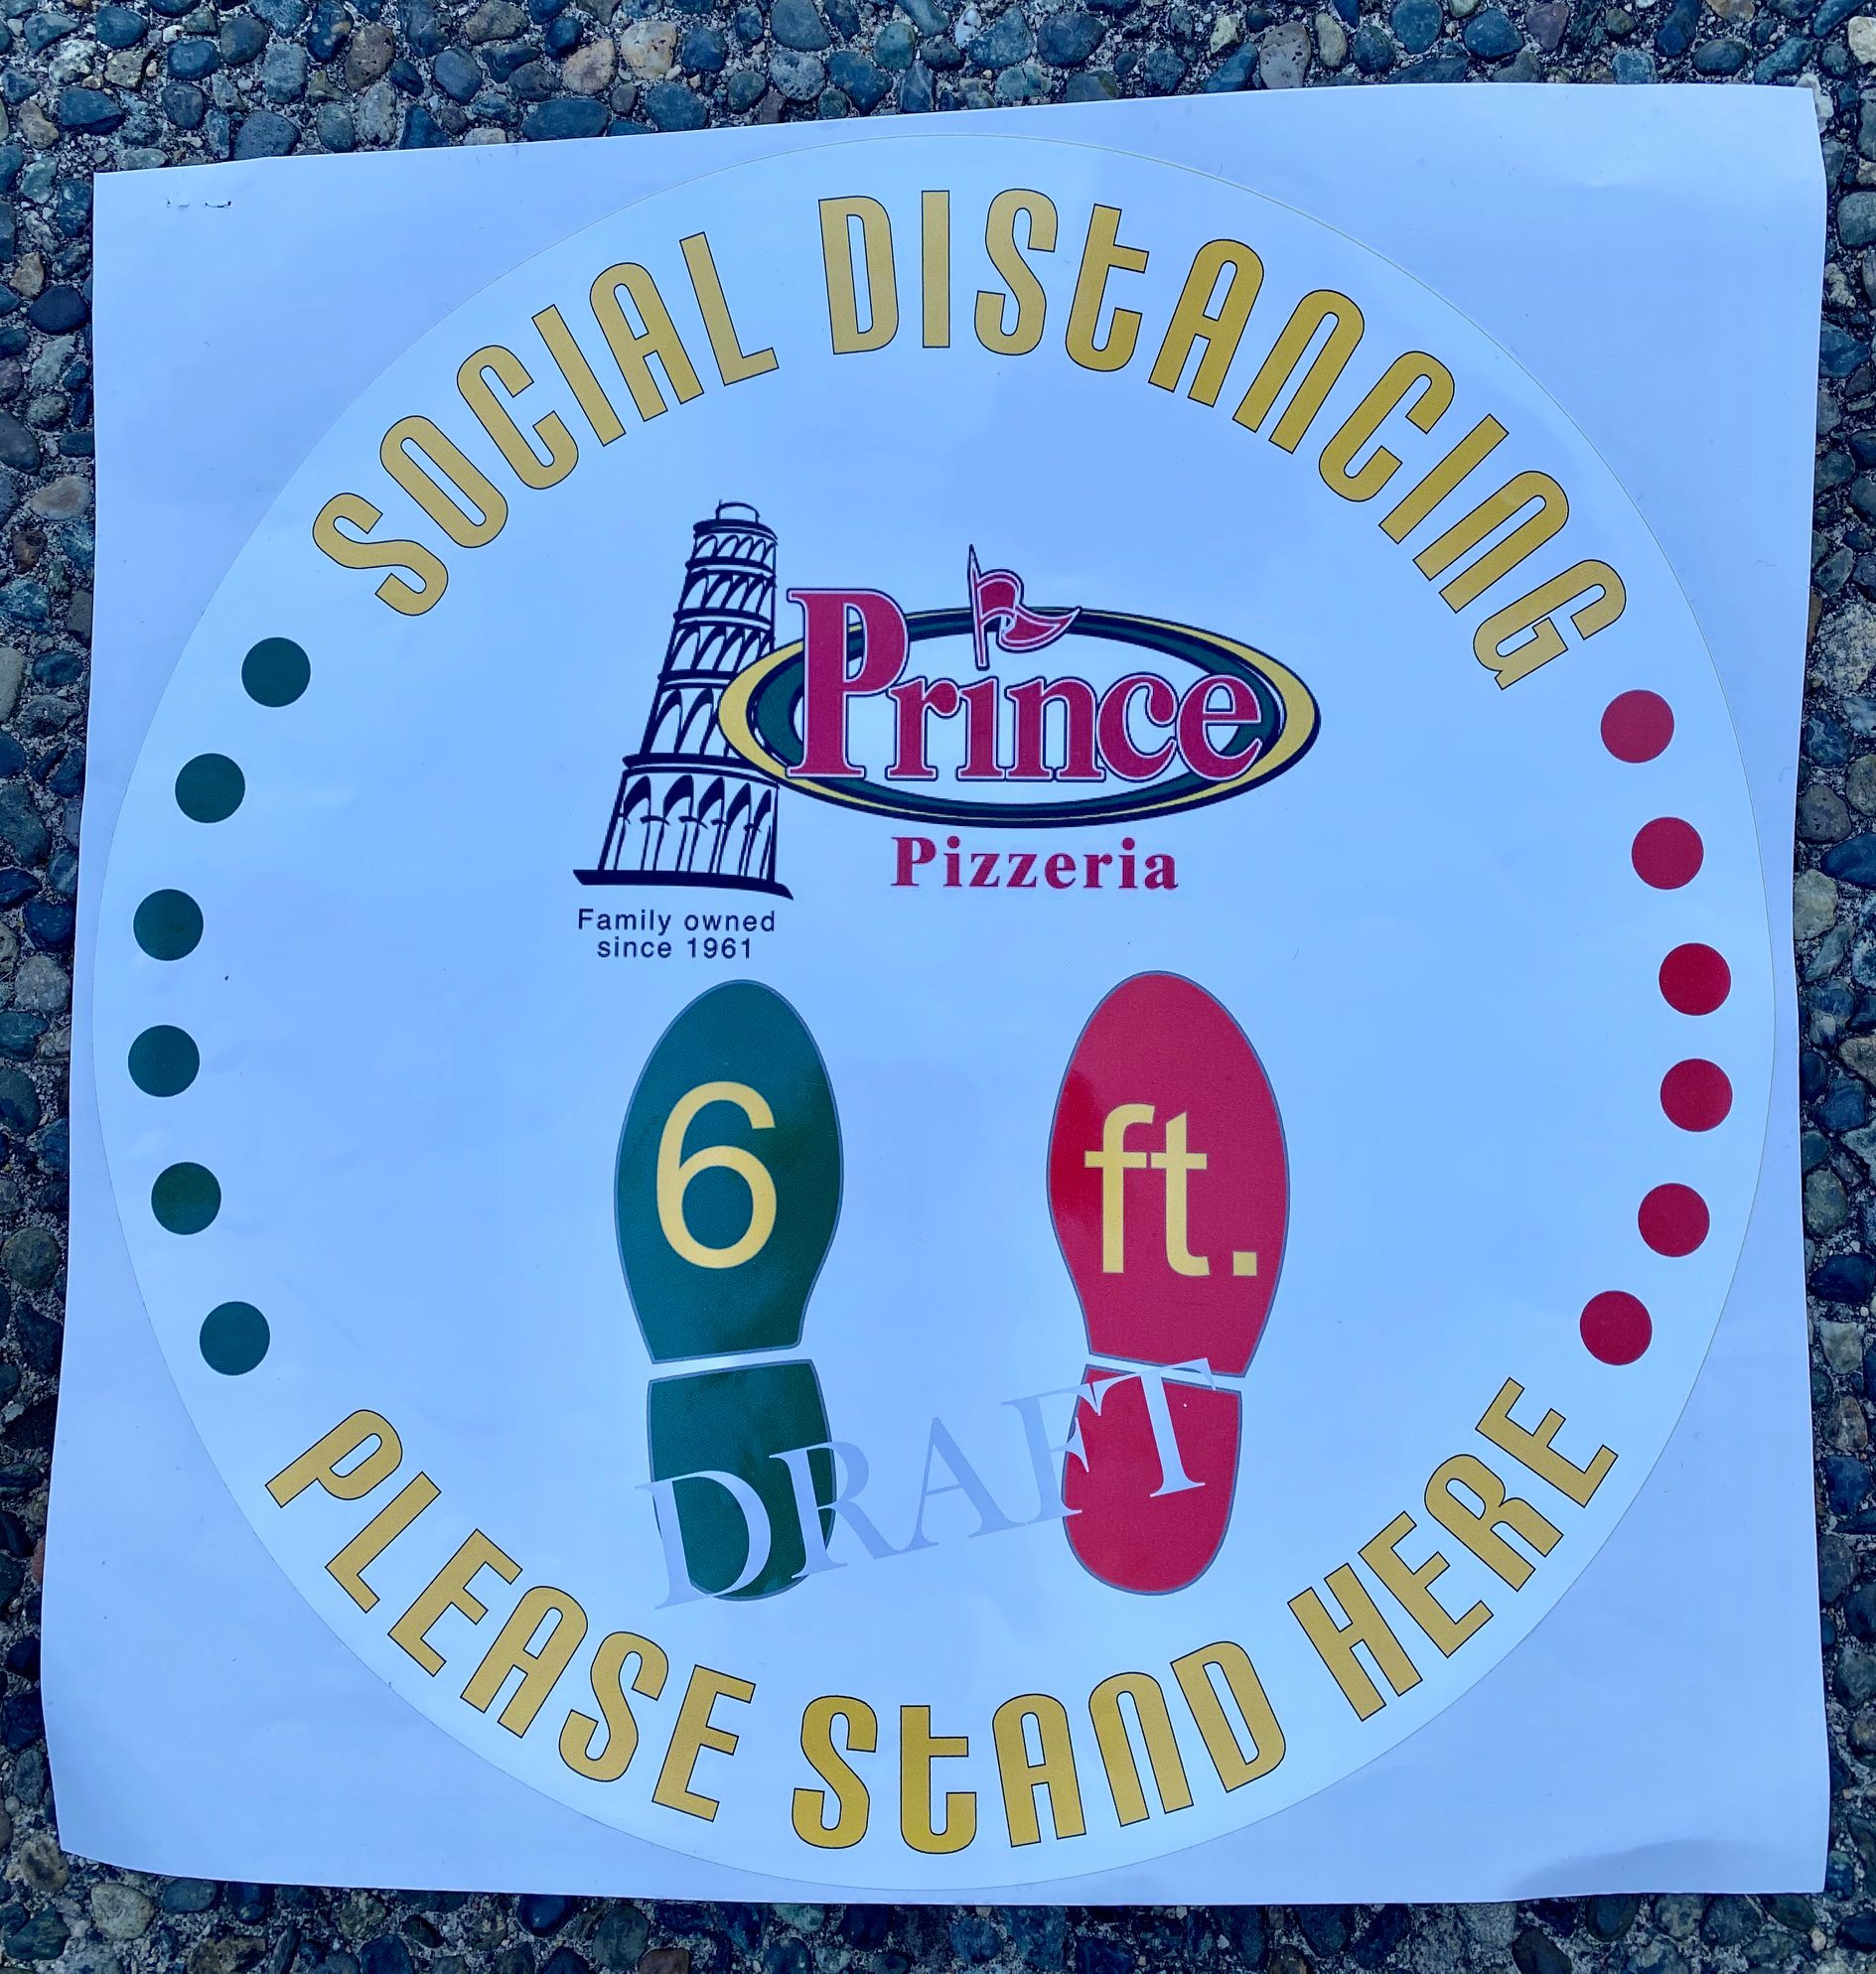 SOCIAL DIStANCING
Prince
Pizzeria
Family owned
since 1961
6 ft.
DRAFT
PLEASE StAND HERE